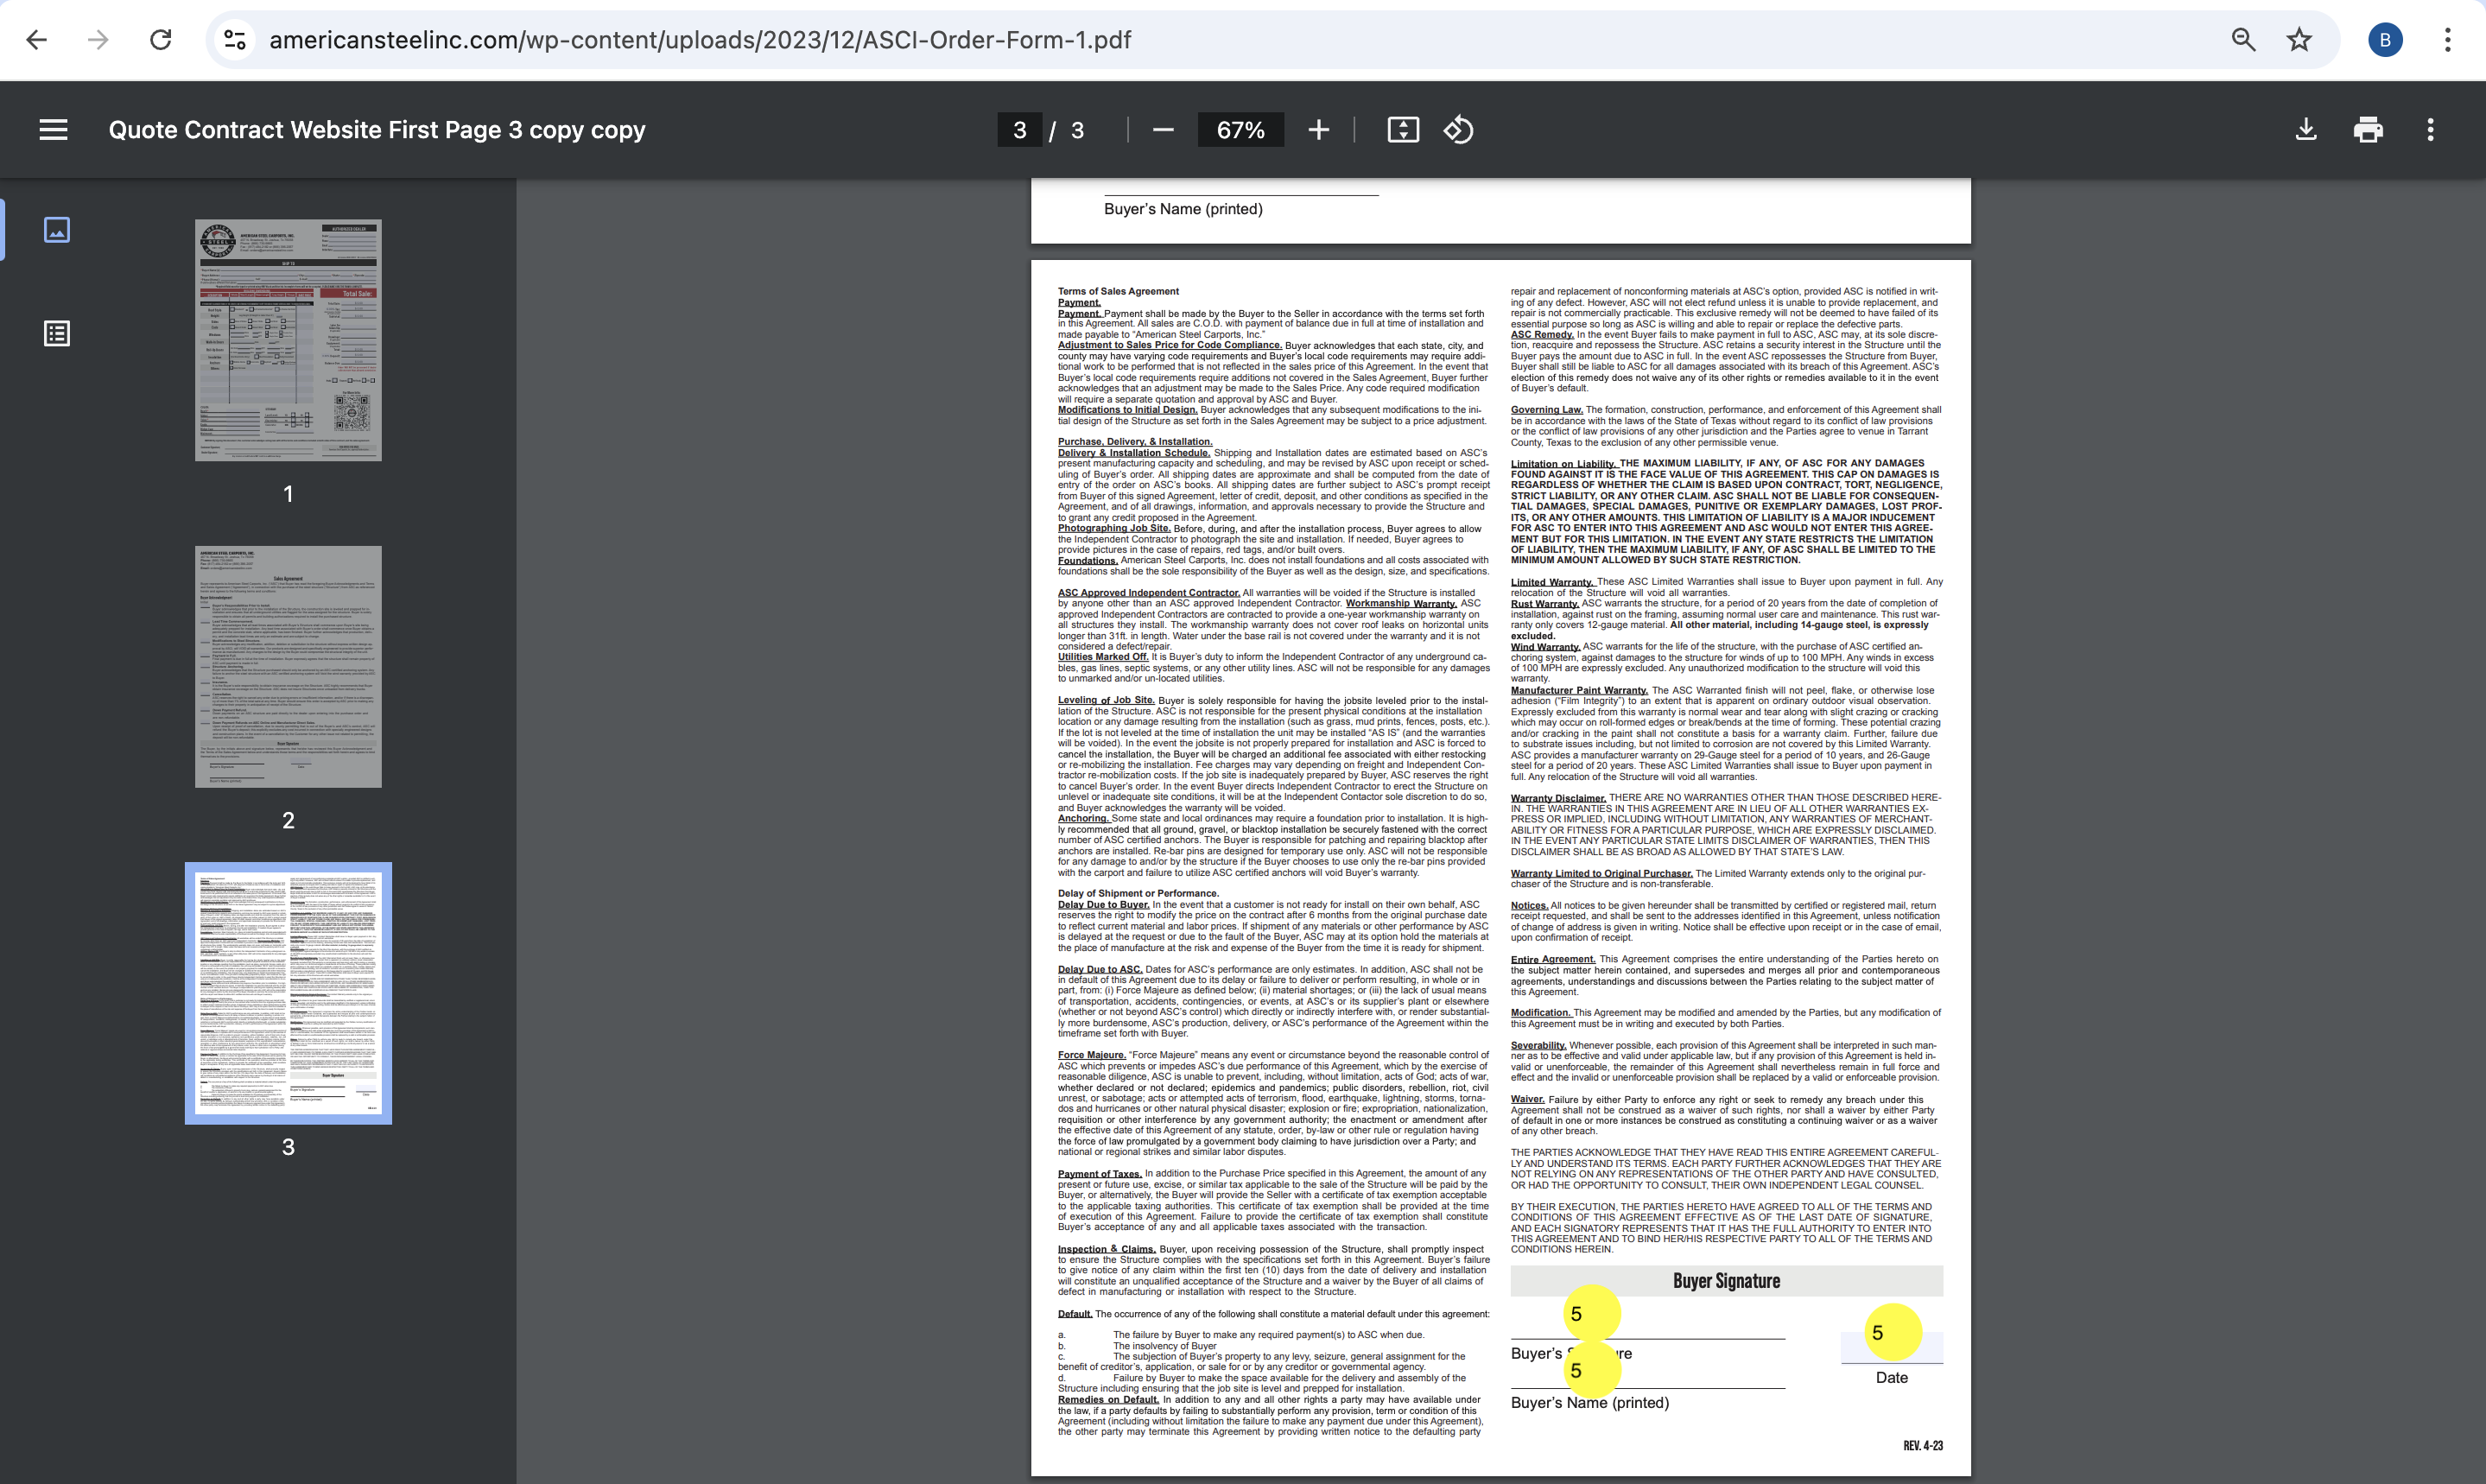 americansteelinc.com/wp-content/uploads/2023/12/ASCI-Order-Form-1.pdf
B
Quote Contract Website First Page 3 copy copy
3 / 3
67%
1
2
3
Buyer's Name (printed)
Terms of Sales Agreement
Payment.
Payment. Payment shall be made by the Buyer to the Seller in accordance with the terms set forth
in this Agreement. All sales are C.O.D. with payment of balance due in full at time of installation and
made payable to "American Steel Carports, Inc."
Adjustment to Sales Price for Code Compliance. Buyer acknowledges that each state, city, and
county may have varying code requirements and Buyer's local code requirements may require addi-
tional work to be performed that is not reflected in the sales price of this Agreement. In the event that
Buyer's local code requirements require additions not covered in the Sales Agreement, Buyer further
acknowledges that an adjustment may be made to the Sales Price. Any code required modification
will require a separate quotation and approval by ASC and Buyer.
Modifications to Initial Design. Buyer acknowledges that any subsequent modifications to the ini-
tial design of the Structure as set forth in the Sales Agreement may be subject to a price adjustment.
Purchase, Delivery, & Installation.
Delivery & Installation Schedule. Shipping and Installation dates are estimated based on ASC's
present manufacturing capacity and scheduling, and may be revised by ASC upon receipt or sched-
uling of Buyer's order. All shipping dates are approximate and shall be computed from the date of
entry of the order on ASC's books. All shipping dates are further subject to ASC's prompt receipt
from Buyer of this signed Agreement, letter of credit, deposit, and other conditions as specified in the
Agreement, and of all drawings, information, and approvals necessary to provide the Structure and
to grant any credit proposed in the Agreement.
Photographing Job Site. Before, during, and after the installation process, Buyer agrees to allow
the Independent Contractor to photograph the site and installation. If needed, Buyer agrees to
provide pictures in the case of repairs, red tags, and/or built overs.
Foundations. American Steel Carports, Inc. does not install foundations and all costs associated with
foundations shall be the sole responsibility of the Buyer as well as the design, size, and specifications.
ASC Approved Independent Contractor. All warranties will be voided if the Structure is installed
by anyone other than an ASC approved Independent Contractor. Workmanship Warranty. ASC
approved Independent Contractors are contracted to provide a one-year workmanship warranty on
all structures they install. The workmanship warranty does not cover roof leaks on horizontal units
longer than 31ft. in length. Water under the base rail is not covered under the warranty and it is not
considered a defect/repair.
Utilities Marked Off. It is Buyer's duty to inform the Independent Contractor of any underground ca-
bles, gas lines, septic systems, or any other utility lines. ASC will not be responsible for any damages
to unmarked and/or un-located utilities.
Leveling of Job Site. Buyer is solely responsible for having the jobsite leveled prior to the instal-
lation of the Structure. ASC is not responsible for the present physical conditions at the installation
location or any damage resulting from the installation (such as grass, mud prints, fences, posts, etc.).
If the lot is not leveled at the time of installation the unit may be installed "AS IS" (and the warranties
will be voided). In the event the jobsite is not properly prepared for installation and ASC is forced to
cancel the installation, the Buyer will be charged an additional fee associated with either restocking
or re-mobilizing the installation. Fee charges may vary depending on freight and Independent Con-
tractor re-mobilization costs. If the job site is inadequately prepared by Buyer, ASC reserves the right
to cancel Buyer's order. In the event Buyer directs Independent Contractor to erect the Structure on
unlevel or inadequate site conditions, it will be at the Independent Contactor sole discretion to do so,
and Buyer acknowledges the warranty will be voided.
Anchoring. Some state and local ordinances may require a foundation prior to installation. It is high-
ly recommended that all ground, gravel, or blacktop installation be securely fastened with the correct
number of ASC certified anchors. The Buyer is responsible for patching and repairing blacktop after
anchors are installed. Re-bar pins are designed for temporary use only. ASC will not be responsible
for any damage to and/or by the structure if the Buyer chooses to use only the re-bar pins provided
with the carport and failure to utilize ASC certified anchors will void Buyer's warranty.
Delay of Shipment or Performance.
Delay Due to Buyer. In the event that a customer is not ready for install on their own behalf, ASC
reserves the right to modify the price on the contract after 6 months from the original purchase date
to reflect current material and labor prices. If shipment of any materials or other performance by ASC
is delayed at the request or due to the fault of the Buyer, ASC may at its option hold the materials at
the place of manufacture at the risk and expense of the Buyer from the time it is ready for shipment.
Delay Due to ASC. Dates for ASC's performance are only estimates. In addition, ASC shall not be
in default of this Agreement due to its delay or failure to deliver or perform resulting, in whole or in
part, from: (i) Force Majeure as defined below; (ii) material shortages; or (iii) the lack of usual means
of transportation, accidents, contingencies, or events, at ASC's or its supplier's plant or elsewhere
(whether or not beyond ASC's control) which directly or indirectly interfere with, or render substantial-
ly more burdensome, ASC's production, delivery, or ASC's performance of the Agreement within the
timeframe set forth with Buyer.
Force Majeure. "Force Majeure" means any event or circumstance beyond the reasonable control of
ASC which prevents or impedes ASC's due performance of this Agreement, which by the exercise of
reasonable diligence, ASC is unable to prevent, including, without limitation, acts of God; acts of war,
whether declared or not declared; epidemics and pandemics; public disorders, rebellion, riot, civil
unrest, or sabotage; acts or attempted acts of terrorism, flood, earthquake, lightning, storms, torna-
dos and hurricanes or other natural physical disaster; explosion or fire; expropriation, nationalization,
requisition or other interference by any government authority; the enactment or amendment after
the effective date of this Agreement of any statute, order, by-law or other rule or regulation having
the force of law promulgated by a government body claiming to have jurisdiction over a Party; and
national or regional strikes and similar labor disputes.
Payment of Taxes. In addition to the Purchase Price specified in this Agreement, the amount of any
present or future use, excise, or similar tax applicable to the sale of the Structure will be paid by the
Buyer, or alternatively, the Buyer will provide the Seller with a certificate of tax exemption acceptable
to the applicable taxing authorities. This certificate of tax exemption shall be provided at the time
of execution of this Agreement. Failure to provide the certificate of tax exemption shall constitute
Buyer's acceptance of any and all applicable taxes associated with the transaction.
Inspection & Claims. Buyer, upon receiving possession of the Structure, shall promptly inspect
to ensure the Structure complies with the specifications set forth in this Agreement. Buyer's failure
to give notice of any claim within the first ten (10) days from the date of delivery and installation
will constitute an unqualified acceptance of the Structure and a waiver by the Buyer of all claims of
defect in manufacturing or installation with respect to the Structure.
Default. The occurrence of any of the following shall constitute a material default under this agreement:
a. The failure by Buyer to make any required payment(s) to ASC when due.
b. The insolvency of Buyer
c. The subjection of Buyer's property to any levy, seizure, general assignment for the
benefit of creditor's, application, or sale for or by any creditor or governmental agency.
d. Failure by Buyer to make the space available for the delivery and assembly of the
Structure including ensuring that the job site is level and prepped for installation.
Remedies on Default. In addition to any and all other rights a party may have available under
the law, if a party defaults by failing to substantially perform any provision, term or condition of this
Agreement (including without limitation the failure to make any payment due under this Agreement),
the other party may terminate this Agreement by providing written notice to the defaulting party
repair and replacement of nonconforming materials at ASC's option, provided ASC is notified in writ-
ing of any defect. However, ASC will not elect refund unless it is unable to provide replacement, and
repair is not commercially practicable. This exclusive remedy will not be deemed to have failed of its
essential purpose so long as ASC is willing and able to repair or replace the defective parts.
ASC Remedy. In the event Buyer fails to make payment in full to ASC, ASC may, at its sole discre-
tion, reacquire and repossess the Structure. ASC retains a security interest in the Structure until the
Buyer pays the amount due to ASC in full. In the event ASC repossesses the Structure from Buyer,
Buyer shall still be liable to ASC for all damages associated with its breach of this Agreement. ASC's
election of this remedy does not waive any of its other rights or remedies available to it in the event
of Buyer's default.
Governing Law. The formation, construction, performance, and enforcement of this Agreement shall
be in accordance with the laws of the State of Texas without regard to its conflict of law provisions
or the conflict of law provisions of any other jurisdiction and the Parties agree to venue in Tarrant
County, Texas to the exclusion of any other permissible venue.
Limitation on Liability. THE MAXIMUM LIABILITY, IF ANY, OF ASC FOR ANY DAMAGES
FOUND AGAINST IT IS THE FACE VALUE OF THIS AGREEMENT. THIS CAP ON DAMAGES IS
REGARDLESS OF WHETHER THE CLAIM IS BASED UPON CONTRACT, TORT, NEGLIGENCE,
STRICT LIABILITY, OR ANY OTHER CLAIM. ASC SHALL NOT BE LIABLE FOR CONSEQUEN-
TIAL DAMAGES, SPECIAL DAMAGES, PUNITIVE OR EXEMPLARY DAMAGES, LOST PROF-
ITS, OR ANY OTHER AMOUNTS. THIS LIMITATION OF LIABILITY IS A MAJOR INDUCEMENT
FOR ASC TO ENTER INTO THIS AGREEMENT AND ASC WOULD NOT ENTER THIS AGREE-
MENT BUT FOR THIS LIMITATION. IN THE EVENT ANY STATE RESTRICTS THE LIMITATION
OF LIABILITY, THEN THE MAXIMUM LIABILITY, IF ANY, OF ASC SHALL BE LIMITED TO THE
MINIMUM AMOUNT ALLOWED BY SUCH STATE RESTRICTION.
Limited Warranty. These ASC Limited Warranties shall issue to Buyer upon payment in full. Any
relocation of the Structure will void all warranties.
Rust Warranty. ASC warrants the structure, for a period of 20 years from the date of completion of
installation, against rust on the framing, assuming normal user care and maintenance. This rust war-
ranty only covers 12-gauge material. All other material, including 14-gauge steel, is expressly
excluded.
Wind Warranty. ASC warrants for the life of the structure, with the purchase of ASC certified an-
choring system, against damages to the structure for winds of up to 100 MPH. Any winds in excess
of 100 MPH are expressly excluded. Any unauthorized modification to the structure will void this
warranty.
Manufacturer Paint Warranty. The ASC Warranted finish will not peel, flake, or otherwise lose
adhesion ("Film Integrity") to an extent that is apparent on ordinary outdoor visual observation.
Expressly excluded from this warranty is normal wear and tear along with slight crazing or cracking
which may occur on roll-formed edges or break/bends at the time of forming. These potential crazing
and/or cracking in the paint shall not constitute a basis for a warranty claim. Further, failure due
to substrate issues including, but not limited to corrosion are not covered by this Limited Warranty.
ASC provides a manufacturer warranty on 29-Gauge steel for a period of 10 years, and 26-Gauge
steel for a period of 20 years. These ASC Limited Warranties shall issue to Buyer upon payment in
full. Any relocation of the Structure will void all warranties.
Warranty Disclaimer. THERE ARE NO WARRANTIES OTHER THAN THOSE DESCRIBED HERE-
IN. THE WARRANTIES IN THIS AGREEMENT ARE IN LIEU OF ALL OTHER WARRANTIES EX-
PRESS OR IMPLIED, INCLUDING WITHOUT LIMITATION, ANY WARRANTIES OF MERCHANT-
ABILITY OR FITNESS FOR A PARTICULAR PURPOSE, WHICH ARE EXPRESSLY DISCLAIMED.
IN THE EVENT ANY PARTICULAR STATE LIMITS DISCLAIMER OF WARRANTIES, THEN THIS
DISCLAIMER SHALL BE AS BROAD AS ALLOWED BY THAT STATE'S LAW.
Warranty Limited to Original Purchaser. The Limited Warranty extends only to the original pur-
chaser of the Structure and is non-transferable.
Notices. All notices to be given hereunder shall be transmitted by certified or registered mail, return
receipt requested, and shall be sent to the addresses identified in this Agreement, unless notification
of change of address is given in writing. Notice shall be effective upon receipt or in the case of email,
upon confirmation of receipt.
Entire Agreement. This Agreement comprises the entire understanding of the Parties hereto on
the subject matter herein contained, and supersedes and merges all prior and contemporaneous
agreements, understandings and discussions between the Parties relating to the subject matter of
this Agreement.
Modification. This Agreement may be modified and amended by the Parties, but any modification of
this Agreement must be in writing and executed by both Parties.
Severability. Whenever possible, each provision of this Agreement shall be interpreted in such man-
ner as to be effective and valid under applicable law, but if any provision of this Agreement is held in-
valid or unenforceable, the remainder of this Agreement shall nevertheless remain in full force and
effect and the invalid or unenforceable provision shall be replaced by a valid or enforceable provision.
Waiver. Failure by either Party to enforce any right or seek to remedy any breach under this
Agreement shall not be construed as a waiver of such rights, nor shall a waiver by either Party
of default in one or more instances be construed as constituting a continuing waiver or as a waiver
of any other breach.
THE PARTIES ACKNOWLEDGE THAT THEY HAVE READ THIS ENTIRE AGREEMENT CAREFUL-
LY AND UNDERSTAND ITS TERMS. EACH PARTY FURTHER ACKNOWLEDGES THAT THEY ARE
NOT RELYING ON ANY REPRESENTATIONS OF THE OTHER PARTY AND HAVE CONSULTED,
OR HAD THE OPPORTUNITY TO CONSULT, THEIR OWN INDEPENDENT LEGAL COUNSEL.
BY THEIR EXECUTION, THE PARTIES HERETO HAVE AGREED TO ALL OF THE TERMS AND
CONDITIONS OF THIS AGREEMENT EFFECTIVE AS OF THE LAST DATE OF SIGNATURE,
AND EACH SIGNATORY REPRESENTS THAT IT HAS THE FULL AUTHORITY TO ENTER INTO
THIS AGREEMENT AND TO BIND HER/HIS RESPECTIVE PARTY TO ALL OF THE TERMS AND
CONDITIONS HEREIN.
Buyer Signature
5
5
Buyer's
5
Date
Buyer's Name (printed)
REV. 4-23